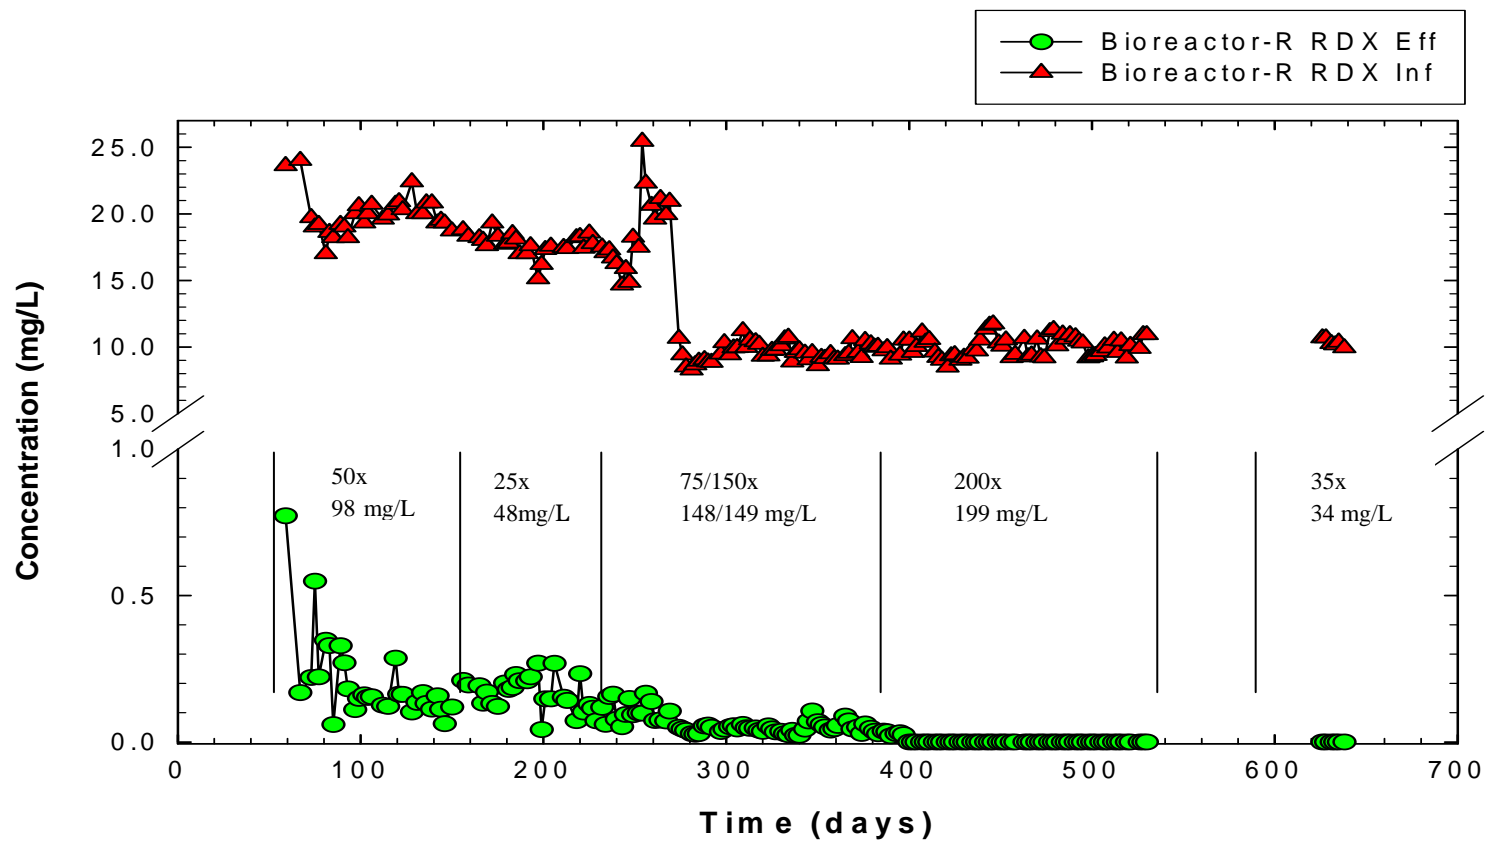 Bioreactor-R RDX Eff
Bioreactor-R RDX Inf
25.0
20.0
15.0
10.0
5.0
1.0
0.5
0.0
Concentration (mg/L)
50x
98 mg/L
25x
48mg/L
75/150x
148/149 mg/L
200x
199 mg/L
35x
34 mg/L
0 100 200 300 400 500 600 700
Time (days)